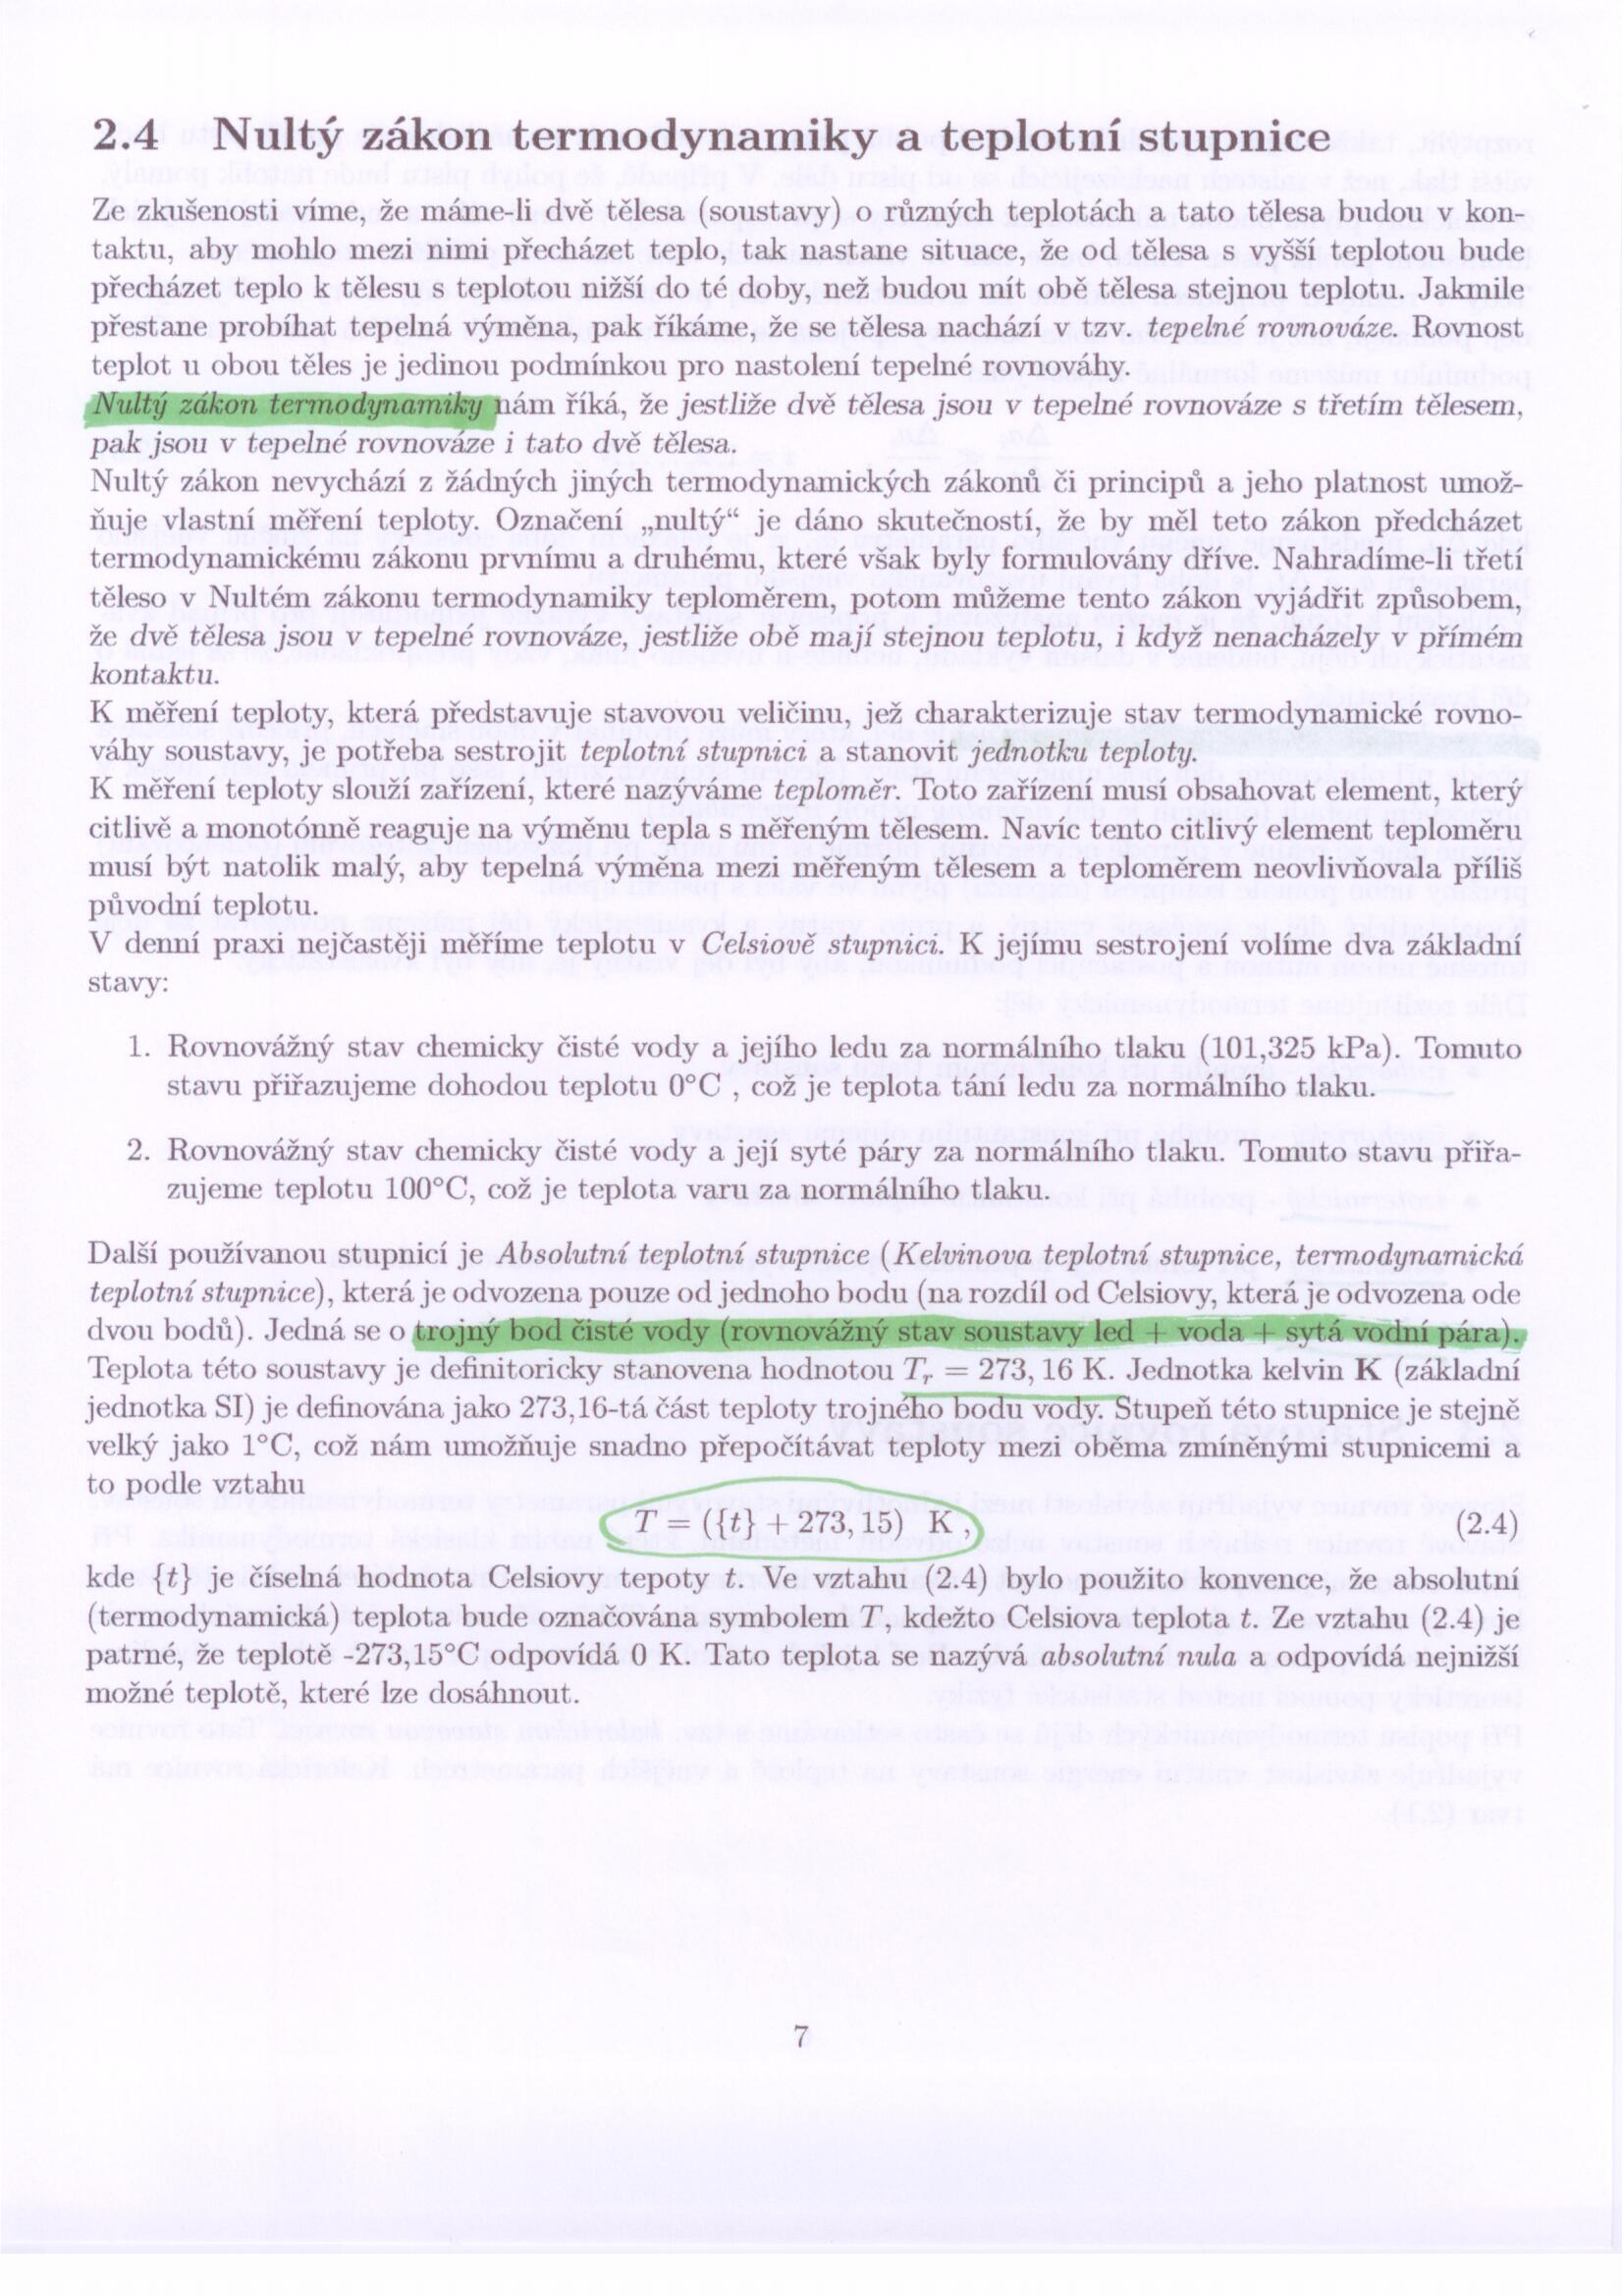 2.4 Nultý zákon termodynamiky a teplotní stupnice
Ze zkušenosti víme, že máme-li dvě tělesa (soustavy) o různých teplotách a tato tělesa budou v kon-
taktu, aby mohlo mezi nimi přecházet teplo, tak nastane situace, že od tělesa s vyšší teplotou bude
přecházet teplo k tělesu s teplotou nižší do té doby, než budou mít obě tělesa stejnou teplotu. Jakmile
přestane probíhat tepelná výměna, pak říkáme, že se tělesa nachází v tzv. tepelné rovnováze. Rovnost
teplot u obou těles je jedinou podmínkou pro nastolení tepelné rovnováhy.
Nultý zákon termodynamiky nám říká, že jestliže dvě tělesa jsou v tepelné rovnováze s třetím tělesem,
pak jsou v tepelné rovnováze i tato dvě tělesa.
Nultý zákon nevychází z žádných jiných termodynamických zákonů či principů a jeho platnost umož-
ňuje vlastní měření teploty. Označení „nultý“ je dáno skutečností, že by měl teto zákon předcházet
termodynamickému zákonu prvnímu a druhému, které však byly formulovány dříve. Nahradíme-li třetí
těleso v Nultém zákonu termodynamiky teploměrem, potom můžeme tento zákon vyjádřit způsobem,
že dvě tělesa jsou v tepelné rovnováze, jestliže obě mají stejnou teplotu, i když nenacházely v přímém
kontaktu.
K měření teploty, která představuje stavovou veličinu, jež charakterizuje stav termodynamické rovno-
váhy soustavy, je potřeba sestrojit teplotní stupnici a stanovit jednotku teploty.
K měření teploty slouží zařízení, které nazýváme teploměr. Toto zařízení musí obsahovat element, který
citlivě a monotónně reaguje na výměnu tepla s měřeným tělesem. Navíc tento citlivý element teploměru
musí být natolik malý, aby tepelná výměna mezi měřeným tělesem a teploměrem neovlivňovala příliš
původní teplotu.
V denní praxi nejčastěji měříme teplotu v Celsiově stupnici. K jejímu sestrojení volíme dva základní
stavy:
1. Rovnovážný stav chemicky čisté vody a jejího ledu za normálního tlaku (101,325 kPa). Tomuto
stavu přiřazujeme dohodou teplotu 0°C , což je teplota tání ledu za normálního tlaku.
2. Rovnovážný stav chemicky čisté vody a její syté páry za normálního tlaku. Tomuto stavu přiřa-
zujeme teplotu 100°C, což je teplota varu za normálního tlaku.
Další používanou stupnicí je Absolutní teplotní stupnice (Kelvinova teplotní stupnice, termodynamická
teplotní stupnice), která je odvozena pouze od jednoho bodu (na rozdíl od Celsiovy, která je odvozena ode
dvou bodů). Jedná se o trojný bod čisté vody (rovnovážný stav soustavy led + voda + sytá vodní pára).
Teplota této soustavy je definitoricky stanovena hodnotou Tᵣ = 273, 16 K. Jednotka kelvin K (základní
jednotka SI) je definována jako 273,16-tá část teploty trojného bodu vody. Stupeň této stupnice je stejně
velký jako 1°C, což nám umožňuje snadno přepočítávat teploty mezi oběma zmíněnými stupnicemi a
to podle vztahu
T = ({t} + 273, 15) K , (2.4)
kde {t} je číselná hodnota Celsiovy tepoty t. Ve vztahu (2.4) bylo použito konvence, že absolutní
(termodynamická) teplota bude označována symbolem T, kdežto Celsiova teplota t. Ze vztahu (2.4) je
patrné, že teplotě -273,15°C odpovídá 0 K. Tato teplota se nazývá absolutní nula a odpovídá nejnižší
možné teplotě, které lze dosáhnout.
7